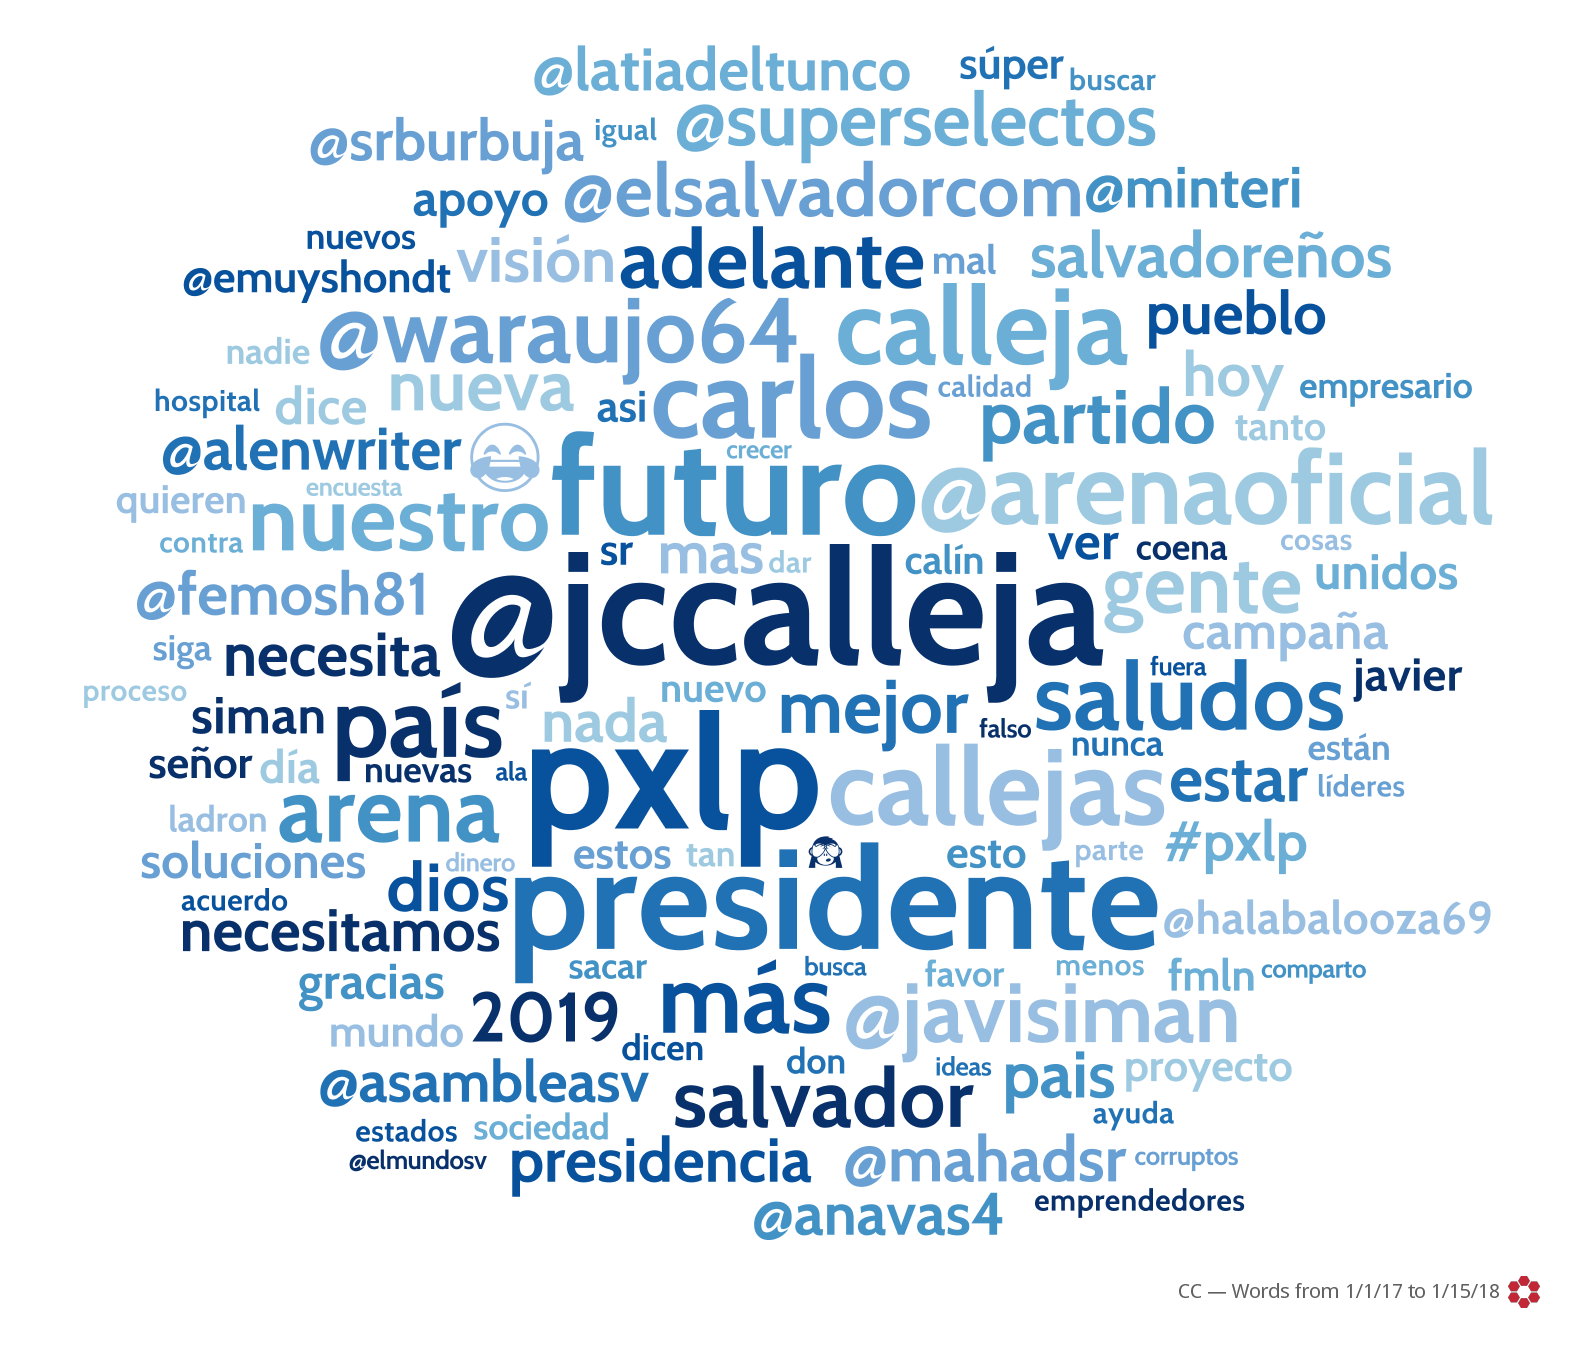 @latiadeltunco súper buscar
@srburbuja igual @superselectos
apoyo @elsalvadorcom @minteri
nuevos visión adelante mal salvadoreños
@emuyshondt
nadie @waraujo64 calleja pueblo
hospital dice nueva asi carlos calidad partido hoy empresario
tanto
@alenwriter 😂 futuro crecer @arenaoficial
quieren encuesta nuestro
contra sr mas dar calín ver coena cosas
@femosh81 @jccalleja gente unidos
siga necesita campaña
proceso sí nuevo mejor fuera saludos javier
siman país nada falso
señor día nuevas ala pxlp callejas nunca estar están
líderes
ladron arena #pxlp
soluciones dinero estos tan 🙈 esto parte
acuerdo dios presidente @halabalooza69
necesitamos
gracias sacar busca favor menos fmln comparto
mundo 2019 más @javisiman
dicen don ideas
@asambleasv salvador pais proyecto
estados sociedad ayuda
@elmundosv presidencia @mahadsr corruptos
@anavas4 emprendedores
CC — Words from 1/1/17 to 1/15/18